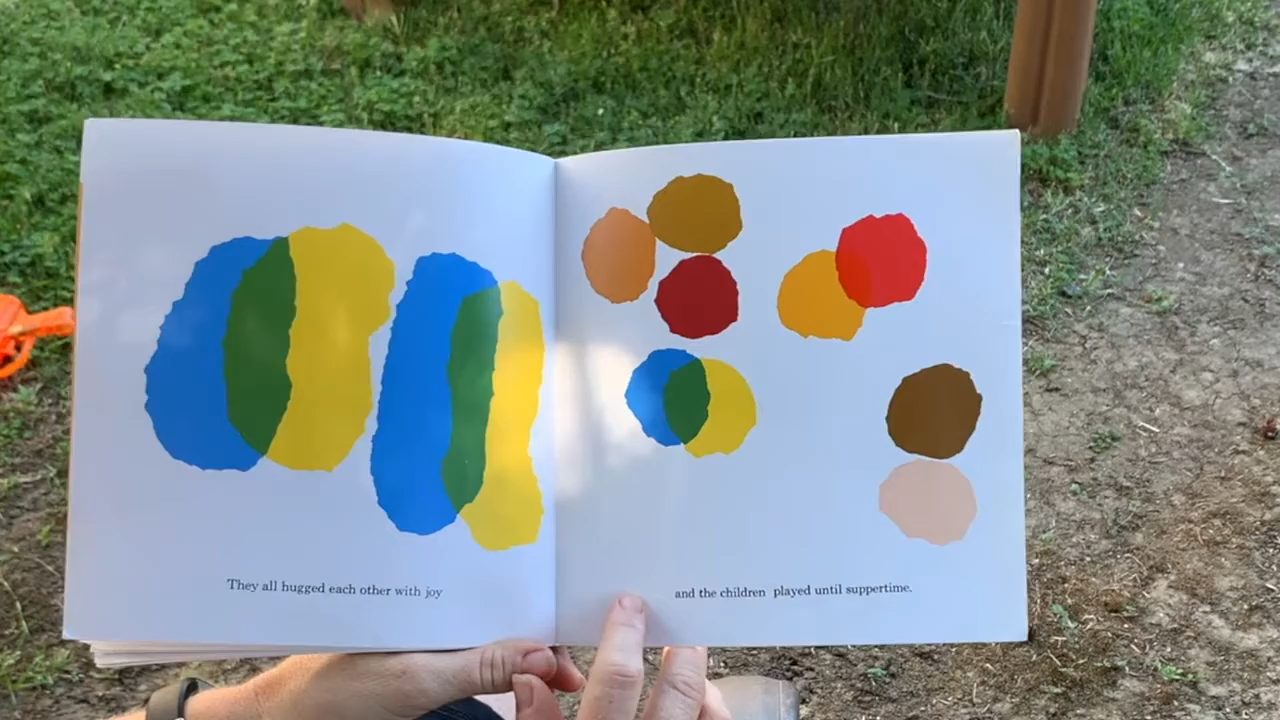 They all hugged each other with joy
and the children played until suppertime.